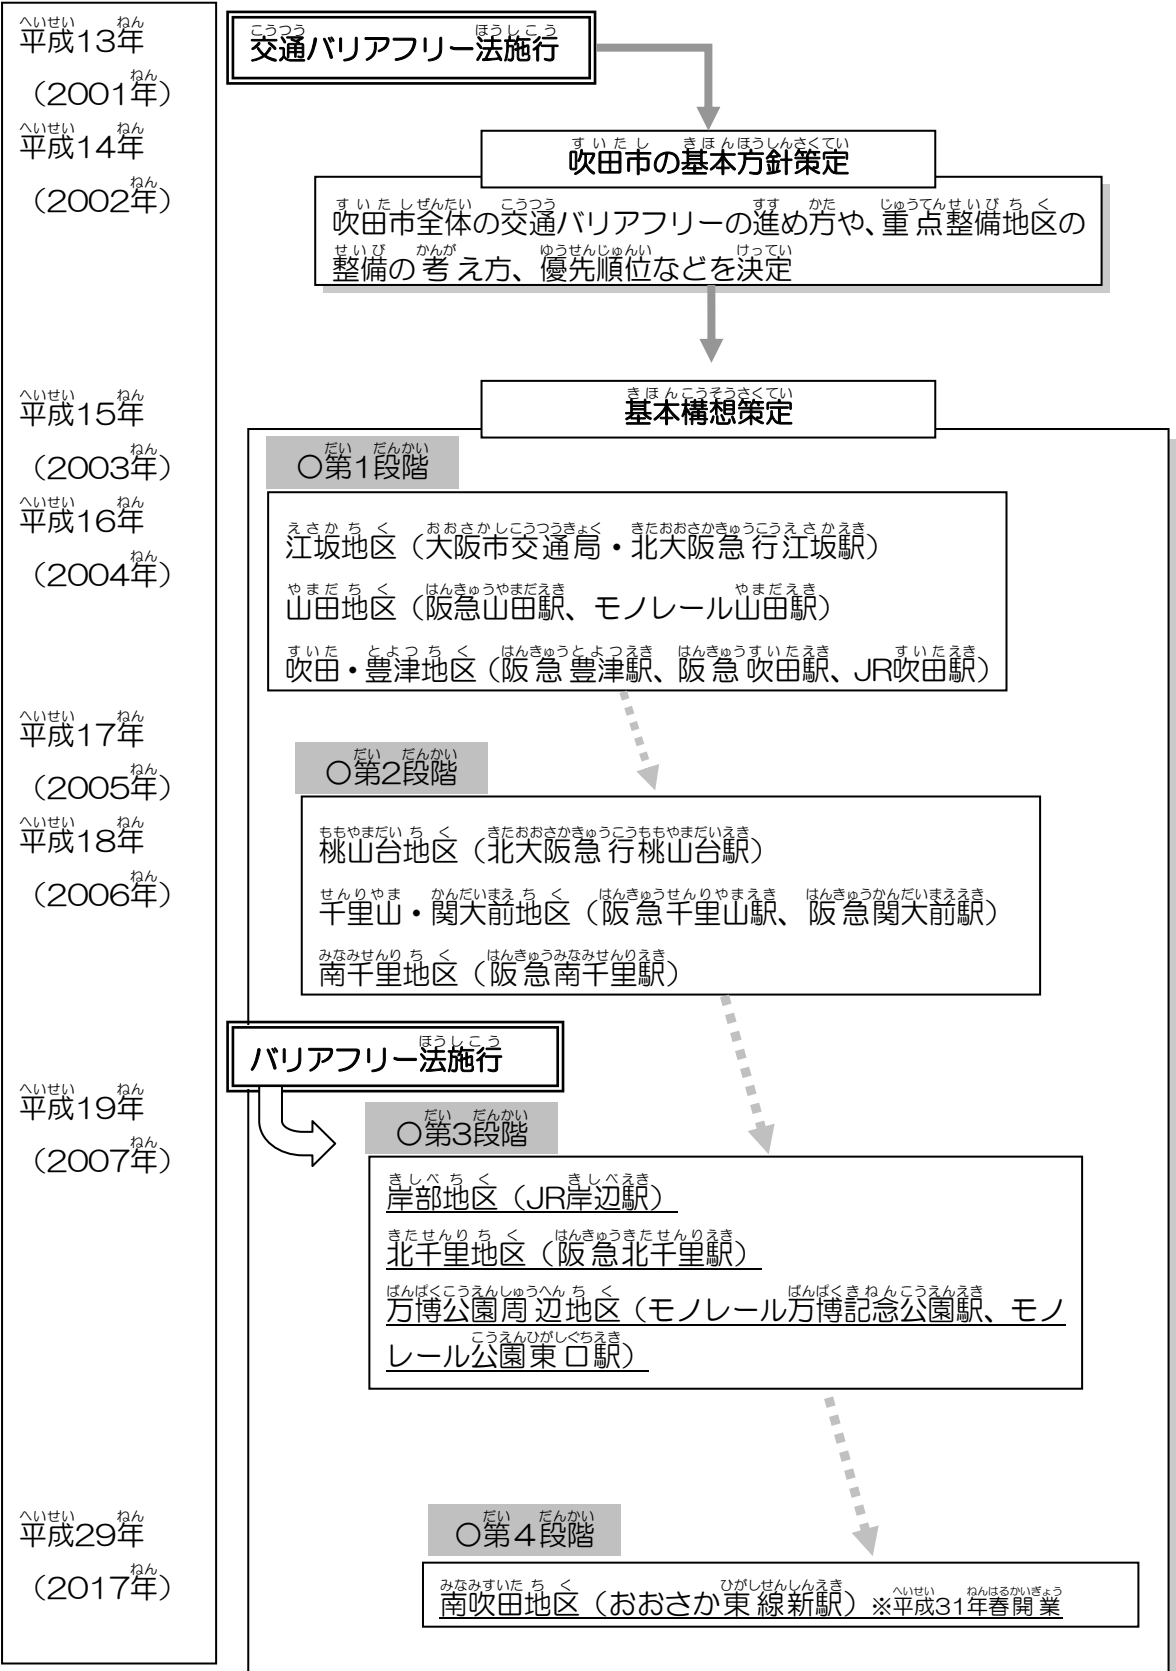 平成13年
（2001年）
平成14年
（2002年）
平成15年
（2003年）
平成16年
（2004年）
平成17年
（2005年）
平成18年
（2006年）
平成19年
（2007年）
平成29年
（2017年）
交通バリアフリー法施行
吹田市の基本方針策定
吹田市全体の交通バリアフリーの進め方や、重点整備地区の
整備の考え方、優先順位などを決定
基本構想策定
○第1段階
江坂地区（大阪市交通局・北大阪急行江坂駅）
山田地区（阪急山田駅、モノレール山田駅）
吹田・豊津地区（阪急豊津駅、阪急吹田駅、JR吹田駅）
○第2段階
桃山台地区（北大阪急行桃山台駅）
千里山・関大前地区（阪急千里山駅、阪急関大前駅）
南千里地区（阪急南千里駅）
バリアフリー法施行
○第3段階
岸部地区（JR岸辺駅）
北千里地区（阪急北千里駅）
万博公園周辺地区（モノレール万博記念公園駅、モノ
レール公園東口駅）
○第４段階
南吹田地区（おおさか東線新駅）※平成31年春開業